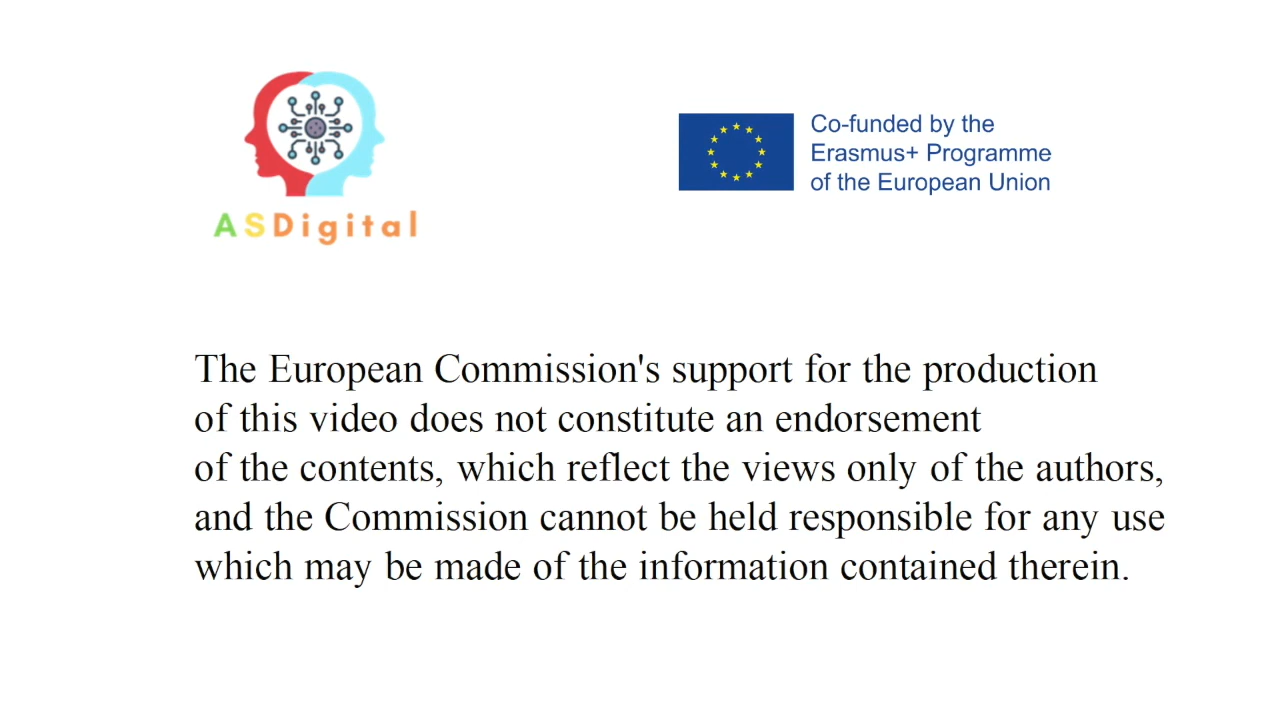 ASDigital
Co-funded by the
Erasmus+ Programme
of the European Union
The European Commission's support for the production
of this video does not constitute an endorsement
of the contents, which reflect the views only of the authors,
and the Commission cannot be held responsible for any use
which may be made of the information contained therein.